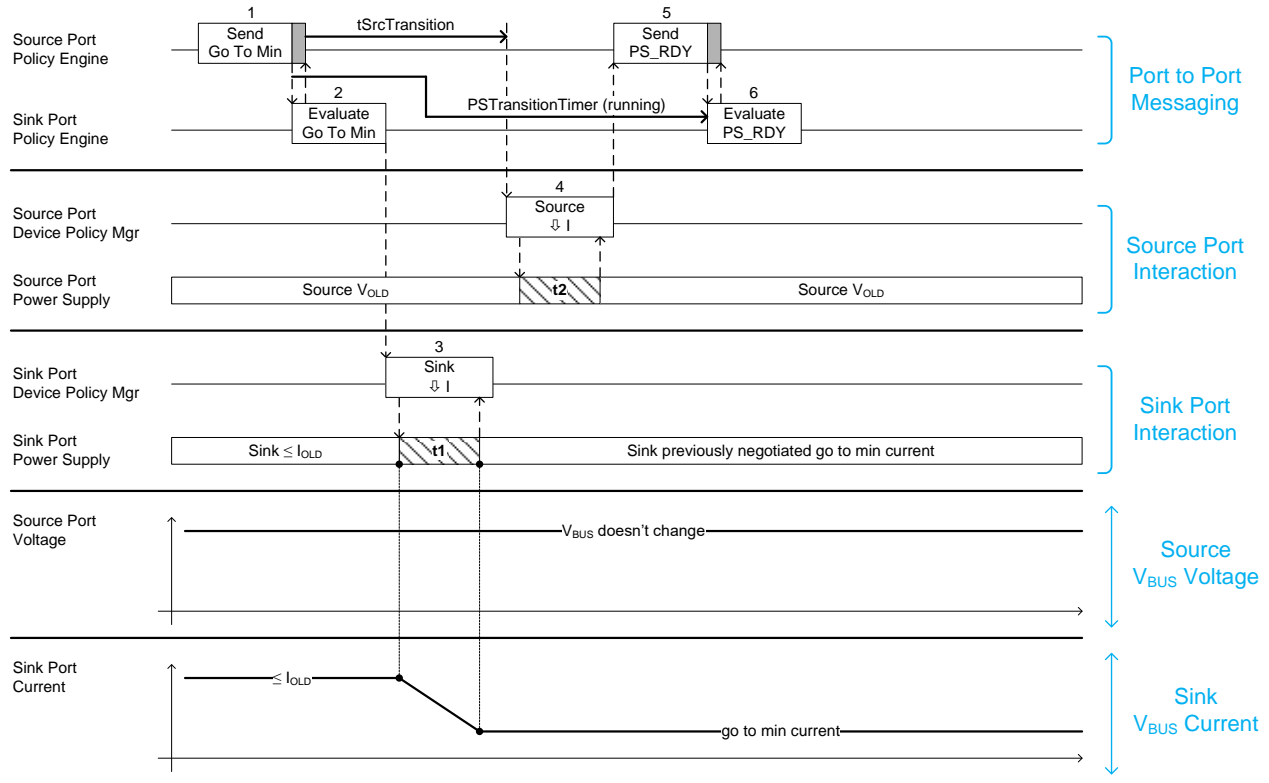 1
Send
Go To Min
tSrcTransition
5
Send
PS_RDY
Source Port
Policy Engine
2
Evaluate
Go To Min
PSTransitionTimer (running)
6
Evaluate
PS_RDY
Sink Port
Policy Engine
Port to Port
Messaging
Source Port
Device Policy Mgr
4
Source
⇩ I
Source Port
Power Supply
Source VOLD
t2
Source VOLD
Source Port
Interaction
Sink Port
Device Policy Mgr
3
Sink
⇩ I
Sink Port
Power Supply
Sink ≤ IOLD
t1
Sink previously negotiated go to min current
Sink Port
Interaction
Source Port
Voltage
VBUS doesn't change
Source
VBUS Voltage
Sink Port
Current
≤ IOLD
go to min current
Sink
VBUS Current